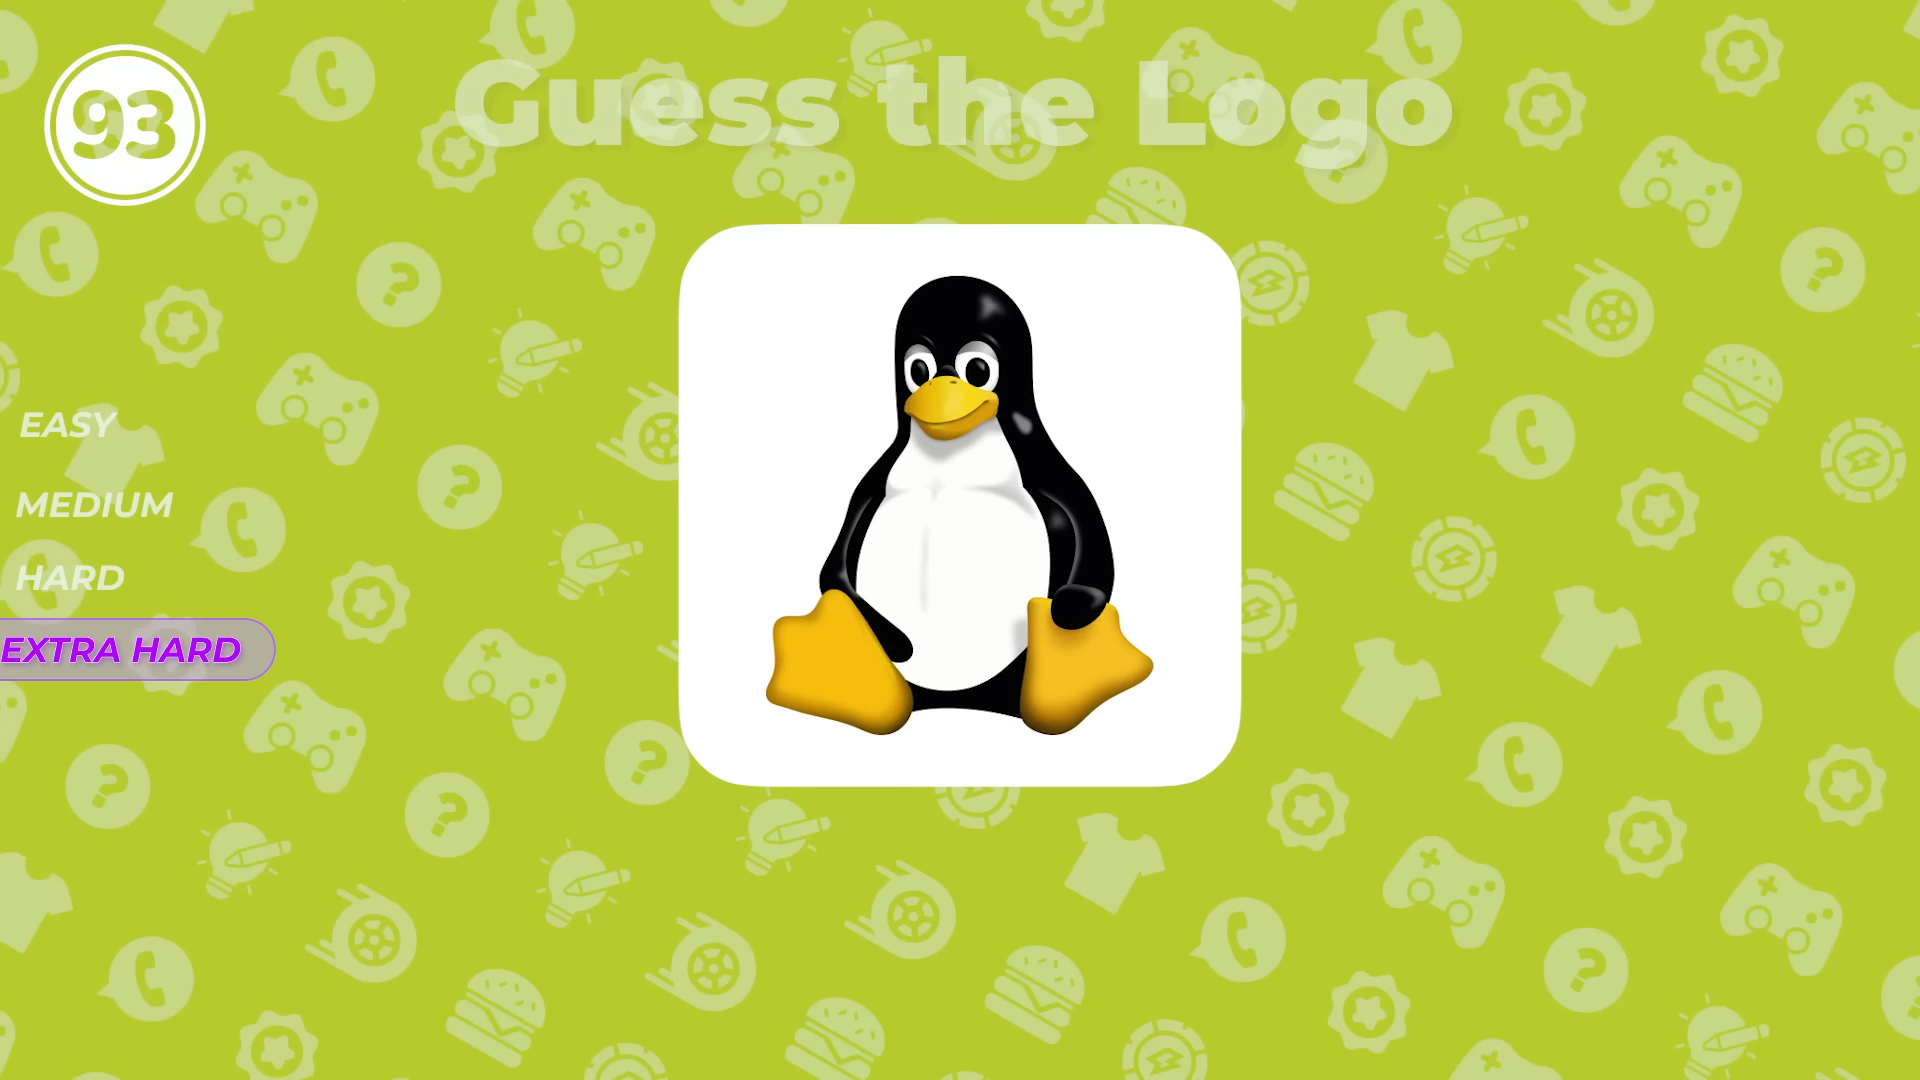 93
Guess the Logo
EASY
MEDIUM
HARD
EXTRA HARD